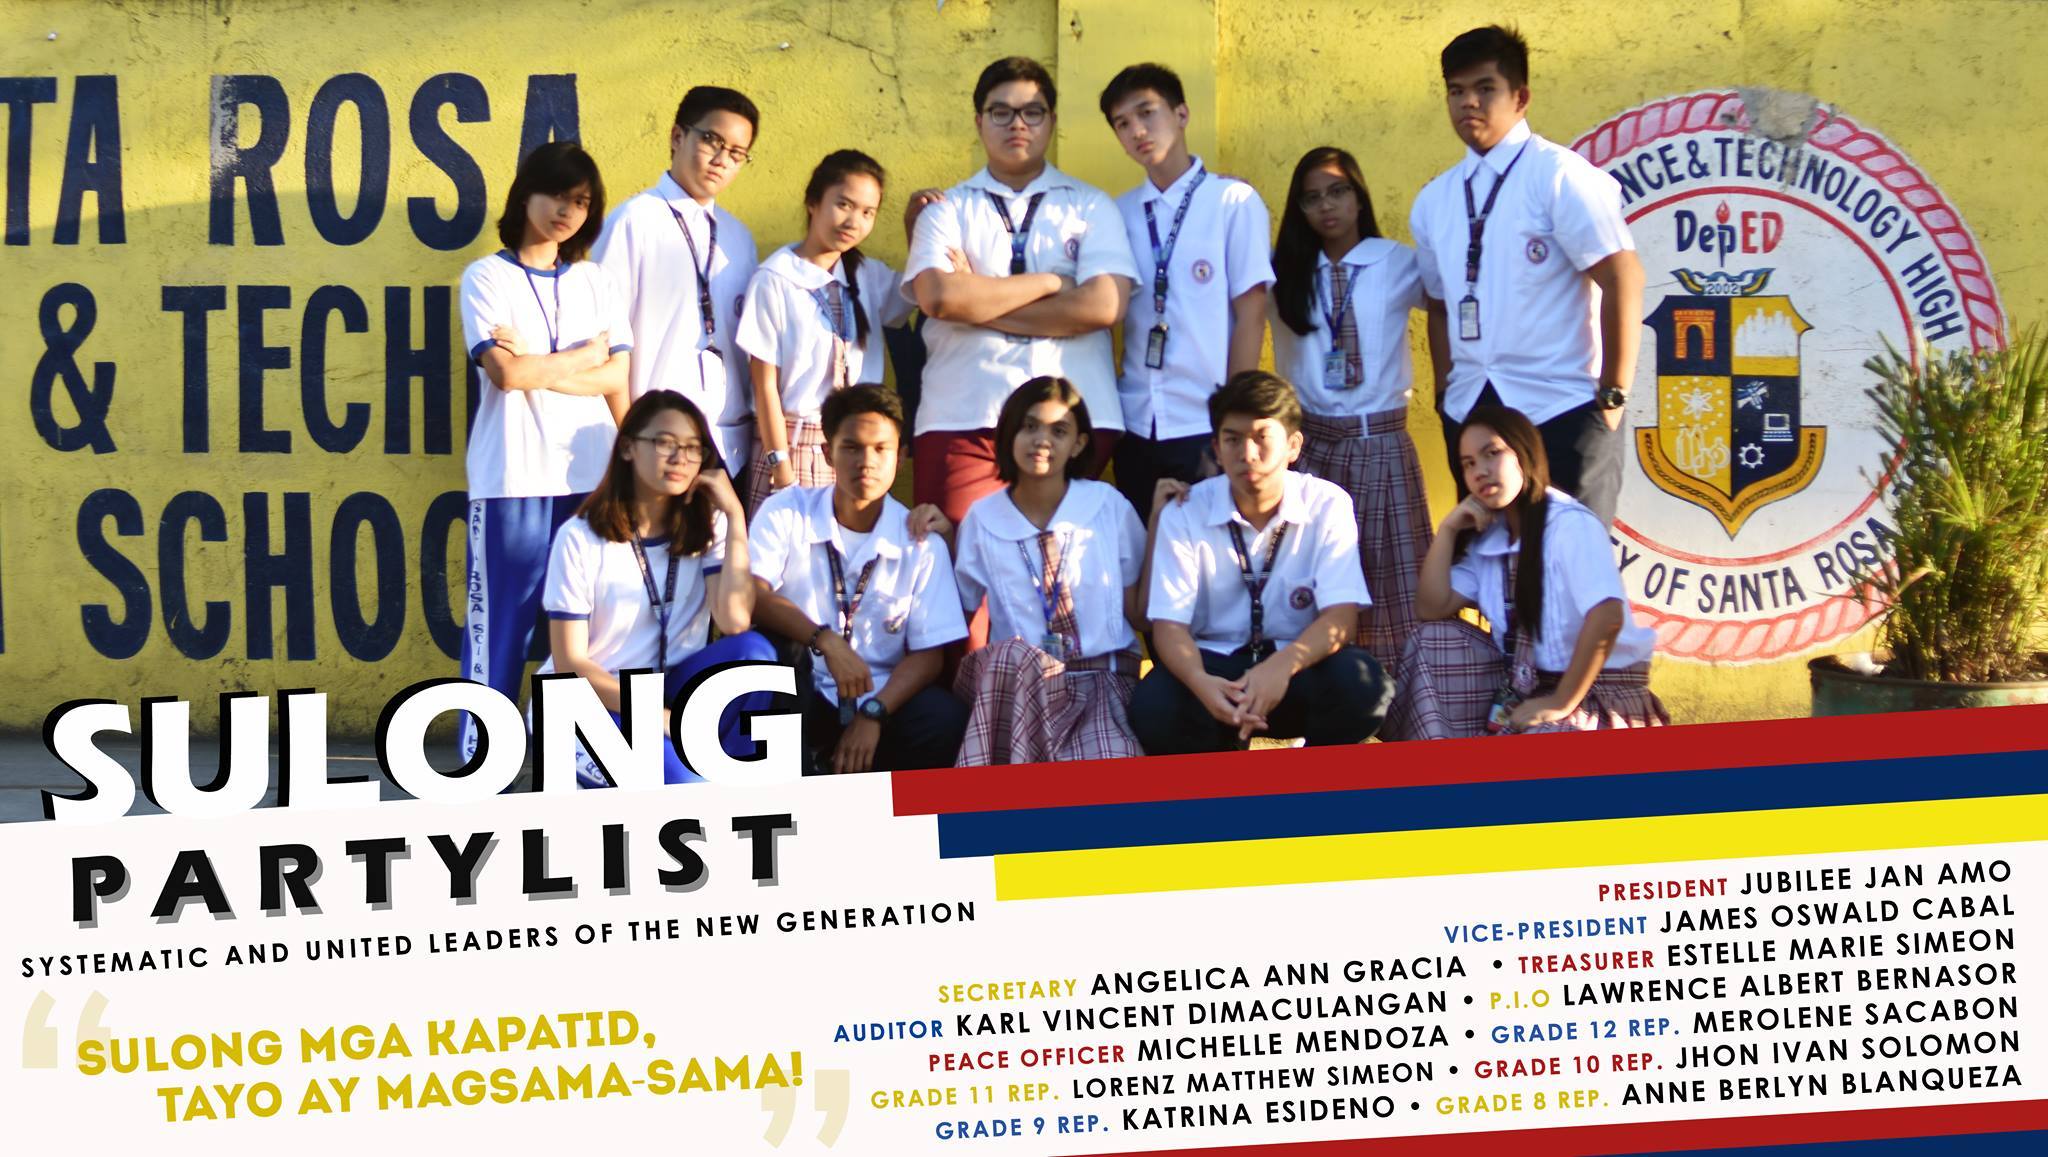 TA ROSA
& TECH
SCHOO
NCE & TECHNOLOGY HIGH
DepED
2002
Y OF SANTA ROSA
SULONG
PARTYLIST
SYSTEMATIC AND UNITED LEADERS OF THE NEW GENERATION
“SULONG MGA KAPATID,
TAYO AY MAGSAMA-SAMA!”
PRESIDENT JUBILEE JAN AMO
VICE-PRESIDENT JAMES OSWALD CABAL
SECRETARY ANGELICA ANN GRACIA • TREASURER ESTELLE MARIE SIMEON
AUDITOR KARL VINCENT DIMACULANGAN • P.I.O LAWRENCE ALBERT BERNASOR
PEACE OFFICER MICHELLE MENDOZA • GRADE 12 REP. MEROLENE SACABON
GRADE 11 REP. LORENZ MATTHEW SIMEON • GRADE 10 REP. JHON IVAN SOLOMON
GRADE 9 REP. KATRINA ESIDENO • GRADE 8 REP. ANNE BERLYN BLANQUEZA